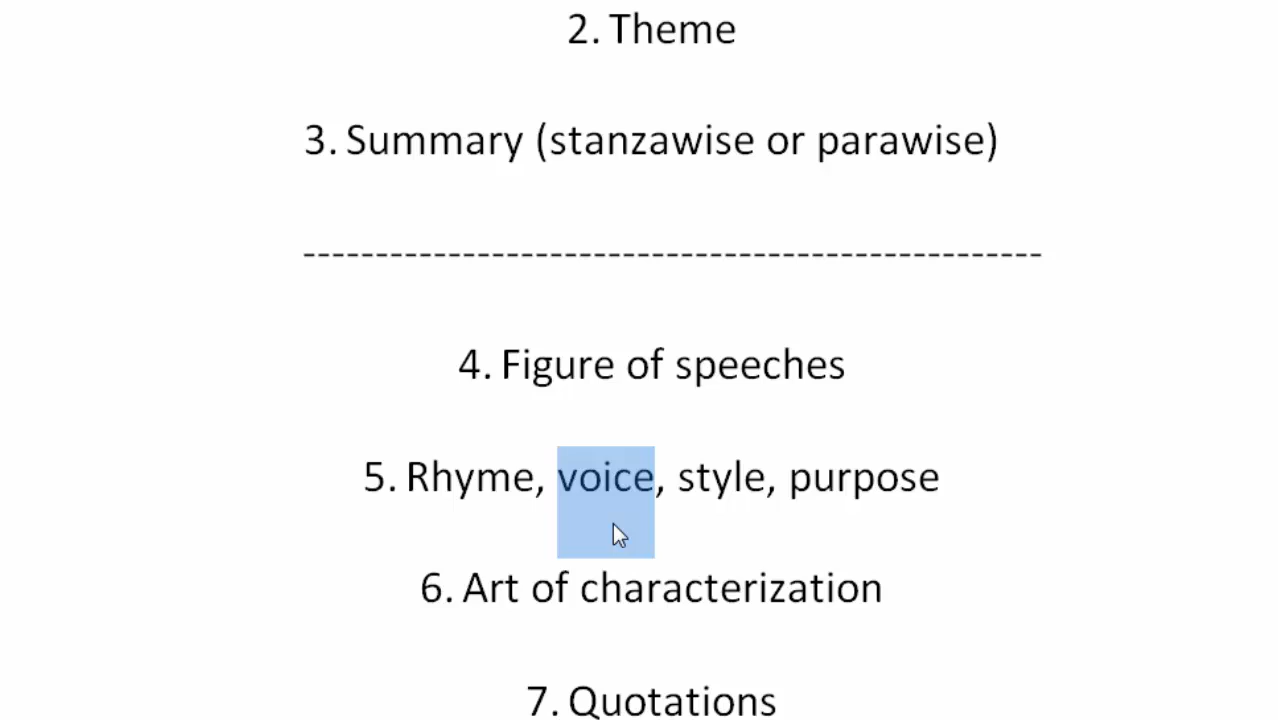 2. Theme
3. Summary (stanzawise or parawise)
---------------------------------------------------
4. Figure of speeches
5. Rhyme, voice, style, purpose
6. Art of characterization
7. Quotations